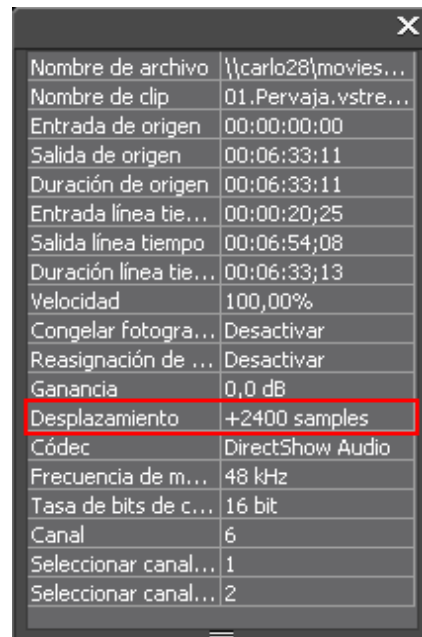 Nombre de archivo \\carlo28\movies...
Nombre de clip 01.Pervaja.vstre...
Entrada de origen 00:00:00:00
Salida de origen 00:06:33:11
Duración de origen 00:06:33:11
Entrada línea tie... 00:00:20;25
Salida línea tiempo 00:06:54;08
Duración línea tie... 00:06:33;13
Velocidad 100,00%
Congelar fotogra... Desactivar
Reasignación de ... Desactivar
Ganancia 0,0 dB
Desplazamiento +2400 samples
Códec DirectShow Audio
Frecuencia de m... 48 kHz
Tasa de bits de c... 16 bit
Canal 6
Seleccionar canal... 1
Seleccionar canal... 2